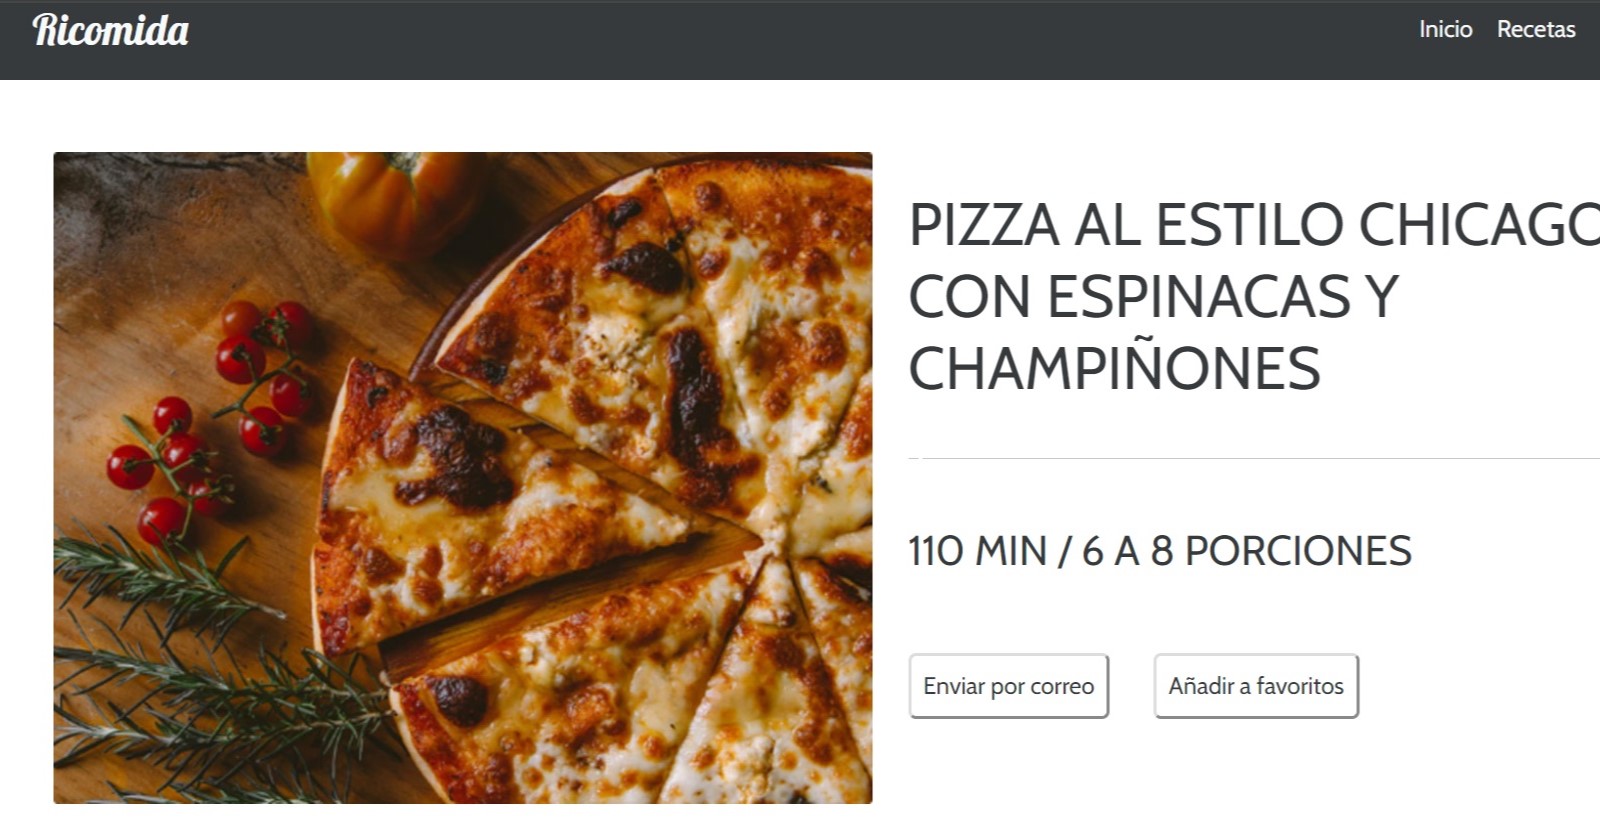 Ricomida
Inicio Recetas
PIZZA AL ESTILO CHICAGO
CON ESPINACAS Y
CHAMPIÑONES
110 MIN / 6 A 8 PORCIONES
Enviar por correo
Añadir a favoritos